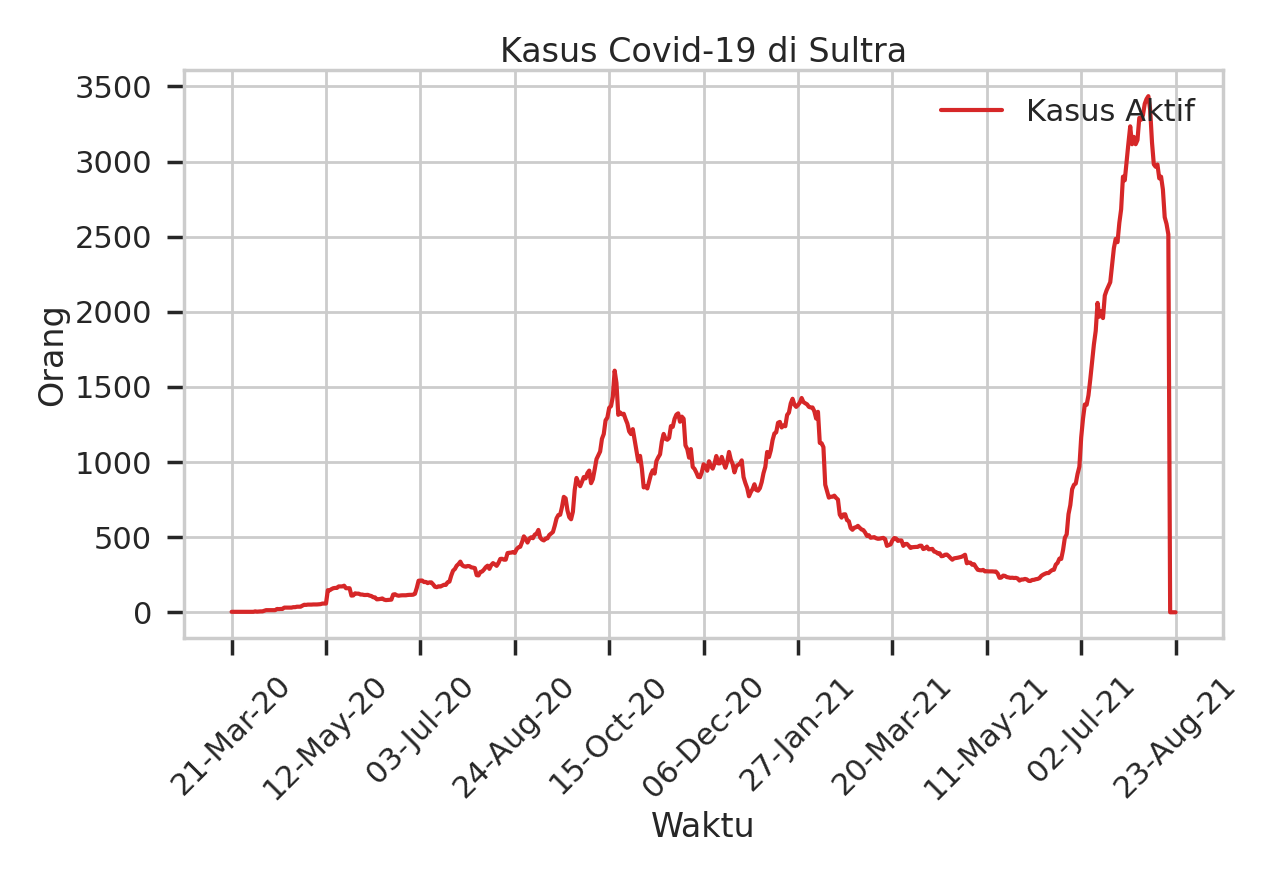 Kasus Covid-19 di Sultra
3500
3000
2500
2000
1500
1000
500
0
Orang
Kasus Aktif
21-Mar-20
12-May-20
03-Jul-20
24-Aug-20
15-Oct-20
06-Dec-20
27-Jan-21
20-Mar-21
11-May-21
02-Jul-21
23-Aug-21
Waktu